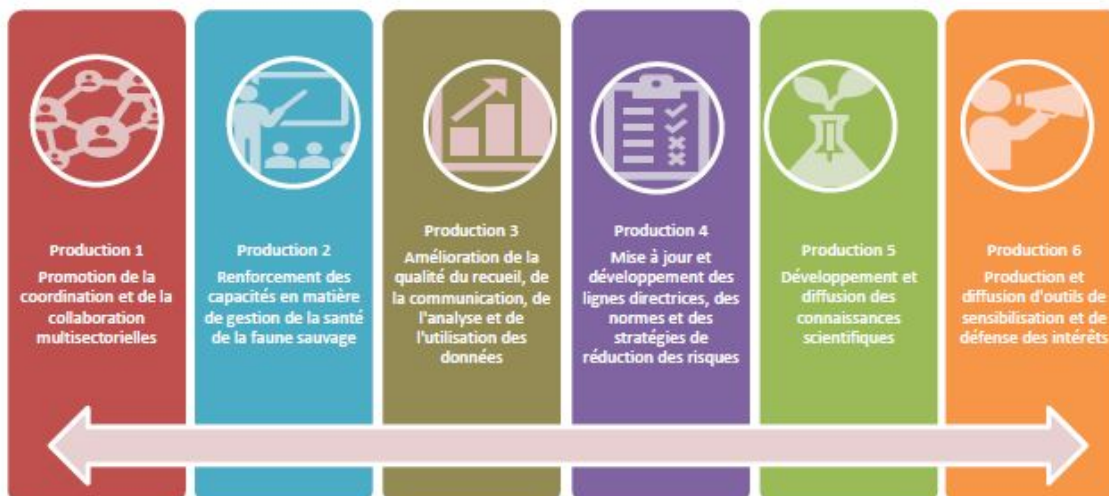 Production 1
Promotion de la
coordination et de la
collaboration
multisectorielles
Production 2
Renforcement des
capacités en matière
de gestion de la santé
de la faune sauvage
Production 3
Amélioration de la
qualité du recueil, de
la communication, de
l'analyse et de
l'utilisation des
données
Production 4
Mise à jour et
développement des
lignes directrices, des
normes et des
stratégies de
réduction des risques
Production 5
Développement et
diffusion des
connaissances
scientifiques
Production 6
Production et
diffusion d'outils de
sensibilisation et de
défense des intérêts